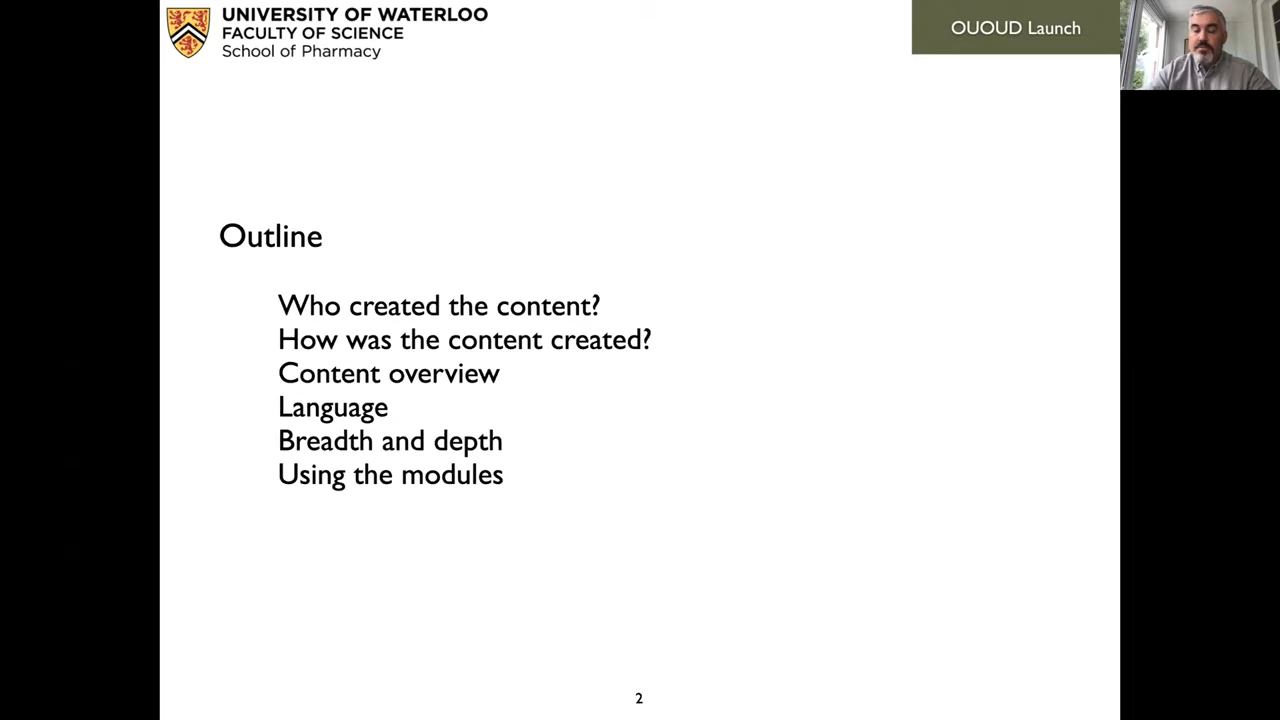 UNIVERSITY OF WATERLOO
FACULTY OF SCIENCE
School of Pharmacy
OUOUD Launch
Outline
Who created the content?
How was the content created?
Content overview
Language
Breadth and depth
Using the modules
2